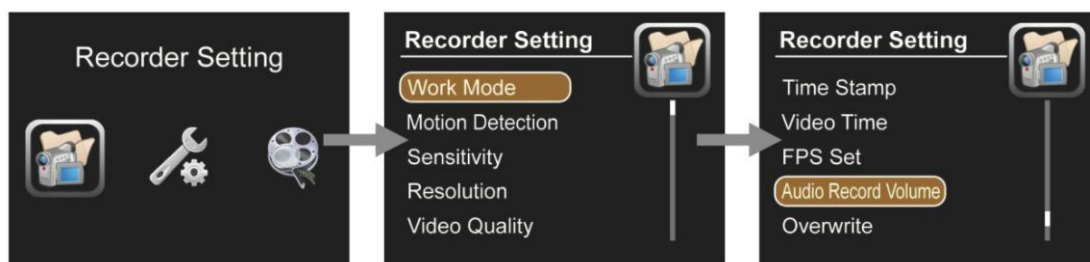 Recorder Setting
Recorder Setting
Work Mode
Motion Detection
Sensitivity
Resolution
Video Quality
Recorder Setting
Time Stamp
Video Time
FPS Set
Audio Record Volume
Overwrite